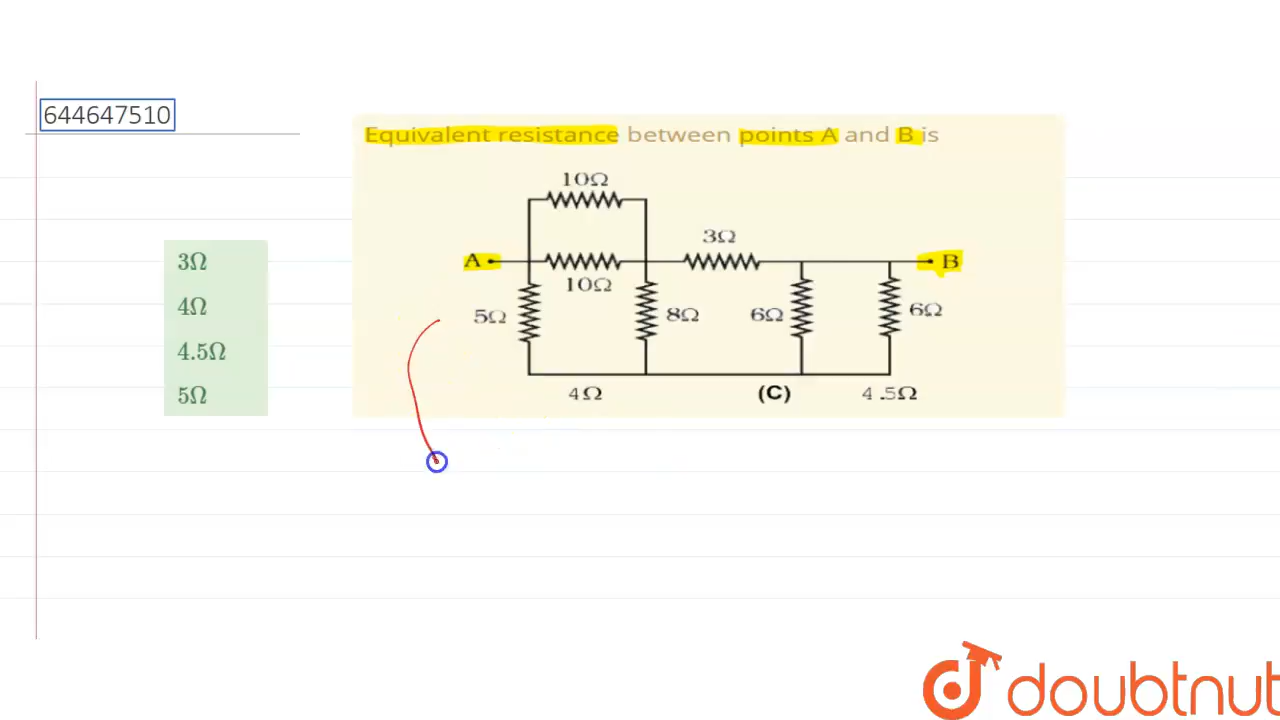 644647510
Equivalent resistance between points A and B is
10Ω
3Ω
A
B
10Ω
5Ω
8Ω
6Ω
6Ω
4Ω
(C)
4.5Ω
3Ω
4Ω
4.5Ω
5Ω
doubtnut